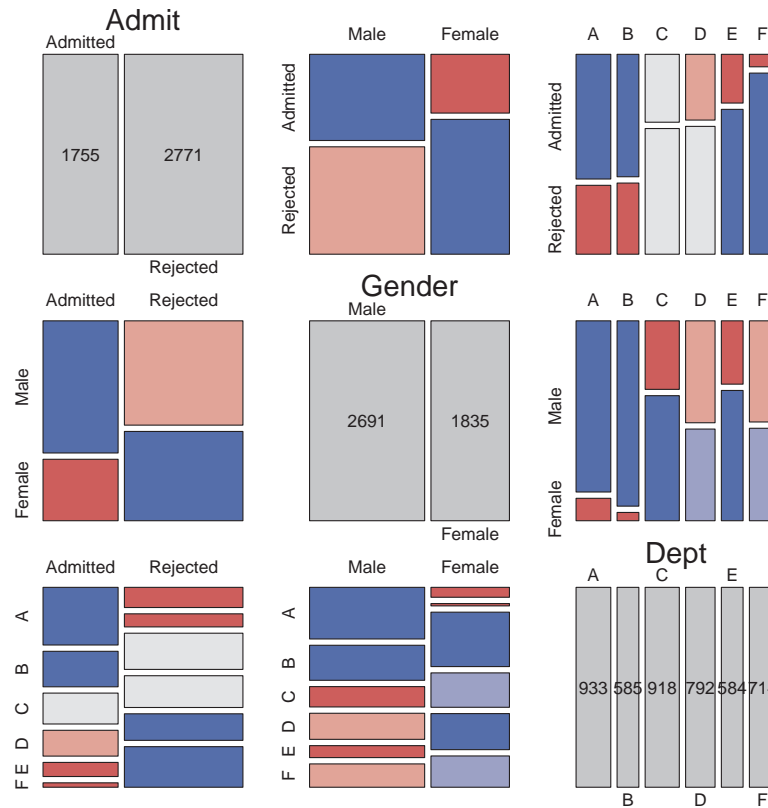 Admit
Admitted
1755 2771
Rejected
Male Female
Admitted
Rejected
A B C D E F
Admitted
Rejected
Admitted Rejected
Male
Female
Gender
Male
2691 1835
Female
A B C D E F
Male
Female
Admitted Rejected
A
B
C
D
E
F
Male Female
A
B
C
D
E
F
Dept
A C E
933 585 918 792 584
B D F